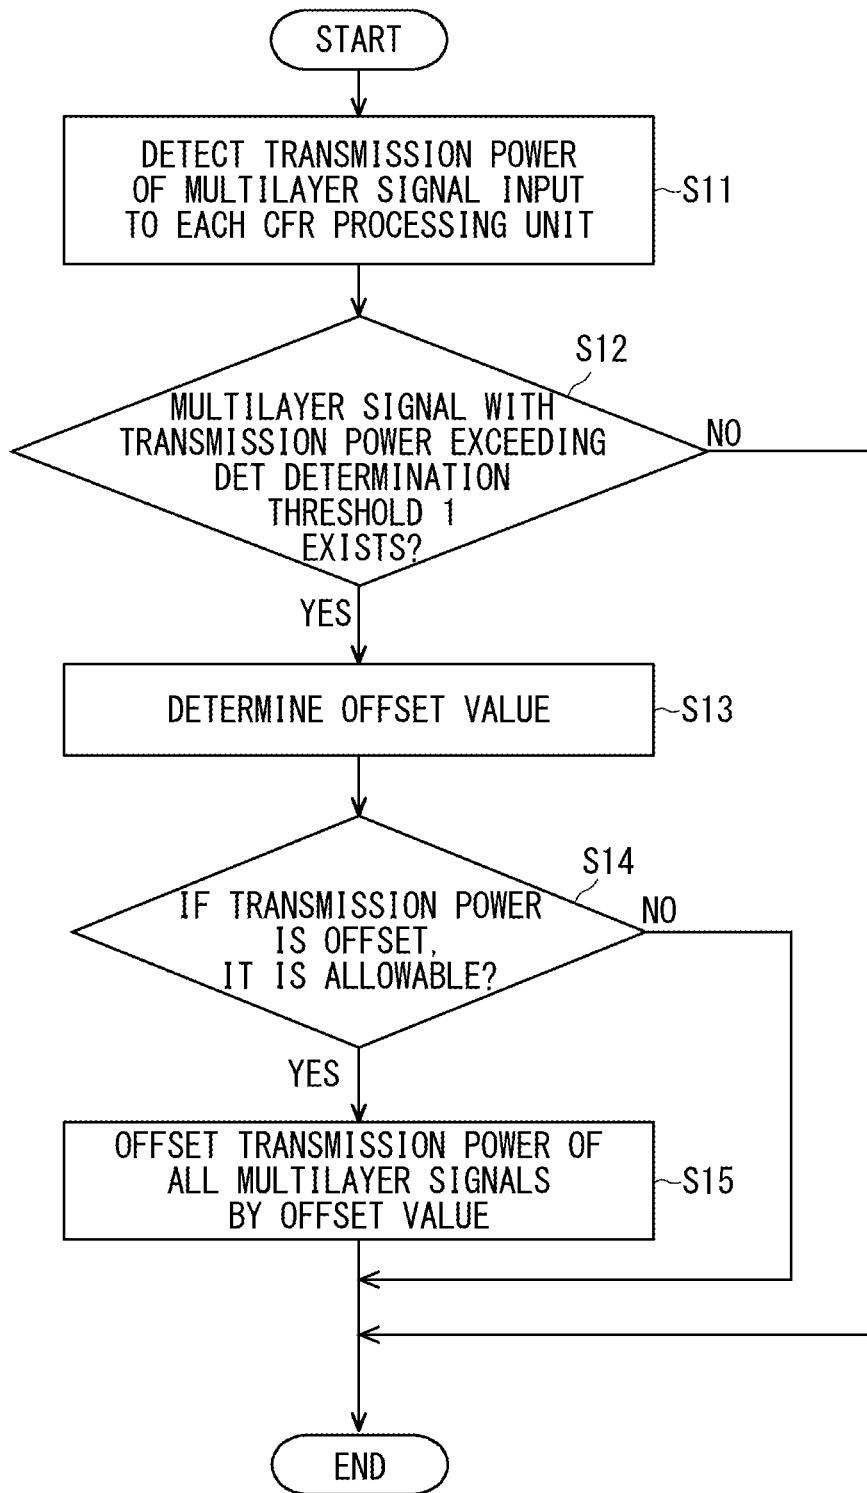 START
DETECT TRANSMISSION POWER
OF MULTILAYER SIGNAL INPUT
TO EACH CFR PROCESSING UNIT
S11
S12
MULTILAYER SIGNAL WITH
TRANSMISSION POWER EXCEEDING
DET DETERMINATION
THRESHOLD 1
EXISTS?
NO
YES
DETERMINE OFFSET VALUE
S13
S14
IF TRANSMISSION POWER
IS OFFSET,
IT IS ALLOWABLE?
NO
YES
OFFSET TRANSMISSION POWER OF
ALL MULTILAYER SIGNALS
BY OFFSET VALUE
S15
END